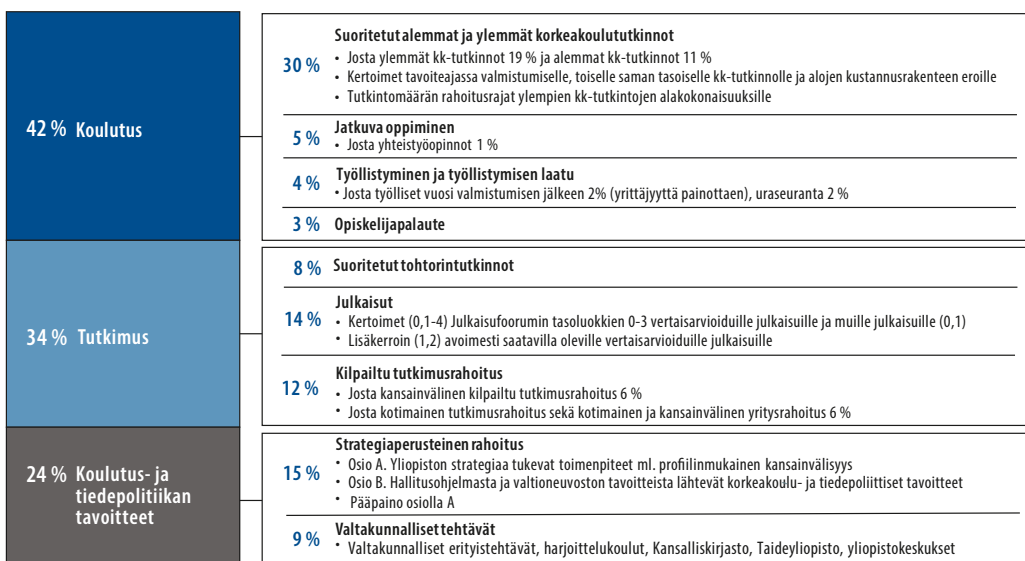 42 % Koulutus
30 %
Suoritetut alemmat ja ylemmät korkeakoulututkinnot
• Josta ylemmät kk-tutkinnot 19 % ja alemmat kk-tutkinnot 11 %
• Kertoimet tavoiteajassa valmistumiselle, toiselle saman tasoiselle kk-tutkinnolle ja alojen kustannusrakenteen eroille
• Tutkintomäärän rahoitusrajat ylempien kk-tutkintojen alakokonaisuuksille
5 %
Jatkuva oppiminen
• Josta yhteistyöopinnot 1 %
4 %
Työllistyminen ja työllistymisen laatu
• Josta työlliset vuosi valmistumisen jälkeen 2% (yrittäjyyttä painottaen), uraseuranta 2 %
3 % Opiskelijapalaute
34 % Tutkimus
8 % Suoritetut tohtorintutkinnot
14 %
Julkaisut
• Kertoimet (0,1-4) Julkaisufoorumin tasoluokkien 0-3 vertaisarvioiduille julkaisuille ja muille julkaisuille (0,1)
• Lisäkerroin (1,2) avoimesti saatavilla oleville vertaisarvioiduille julkaisuille
12 %
Kilpailtu tutkimusrahoitus
• Josta kansainvälinen kilpailtu tutkimusrahoitus 6 %
• Josta kotimainen tutkimusrahoitus sekä kotimainen ja kansainvälinen yritysrahoitus 6 %
24 % Koulutus- ja
tiedepolitiikan
tavoitteet
15 %
Strategiaperusteinen rahoitus
• Osio A. Yliopiston strategiaa tukevat toimenpiteet ml. profiilinmukainen kansainvälisyys
• Osio B. Hallitusohjelmasta ja valtioneuvoston tavoitteista lähtevät korkeakoulu- ja tiedepoliittiset tavoitteet
• Pääpaino osiolla A
9 %
Valtakunnalliset tehtävät
• Valtakunnalliset erityistehtävät, harjoittelukoulut, Kansalliskirjasto, Taideyliopisto, yliopistokeskukset